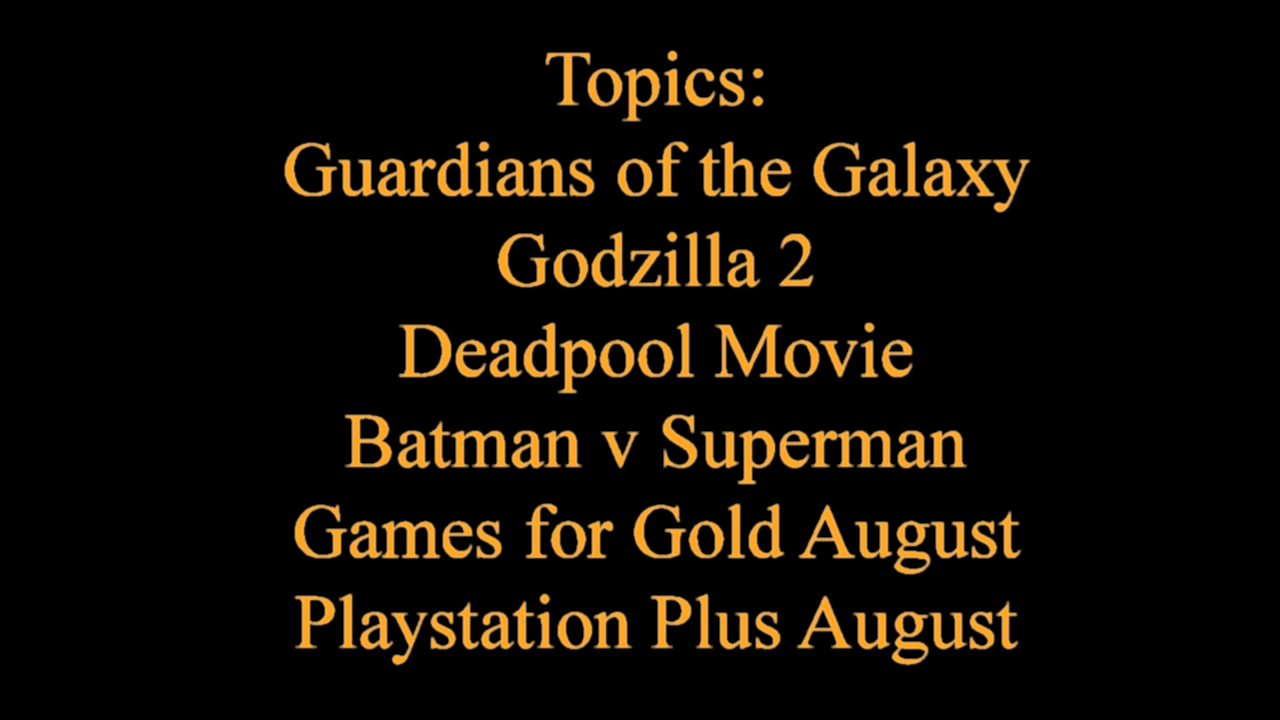 Topics:
Guardians of the Galaxy
Godzilla 2
Deadpool Movie
Batman v Superman
Games for Gold August
Playstation Plus August